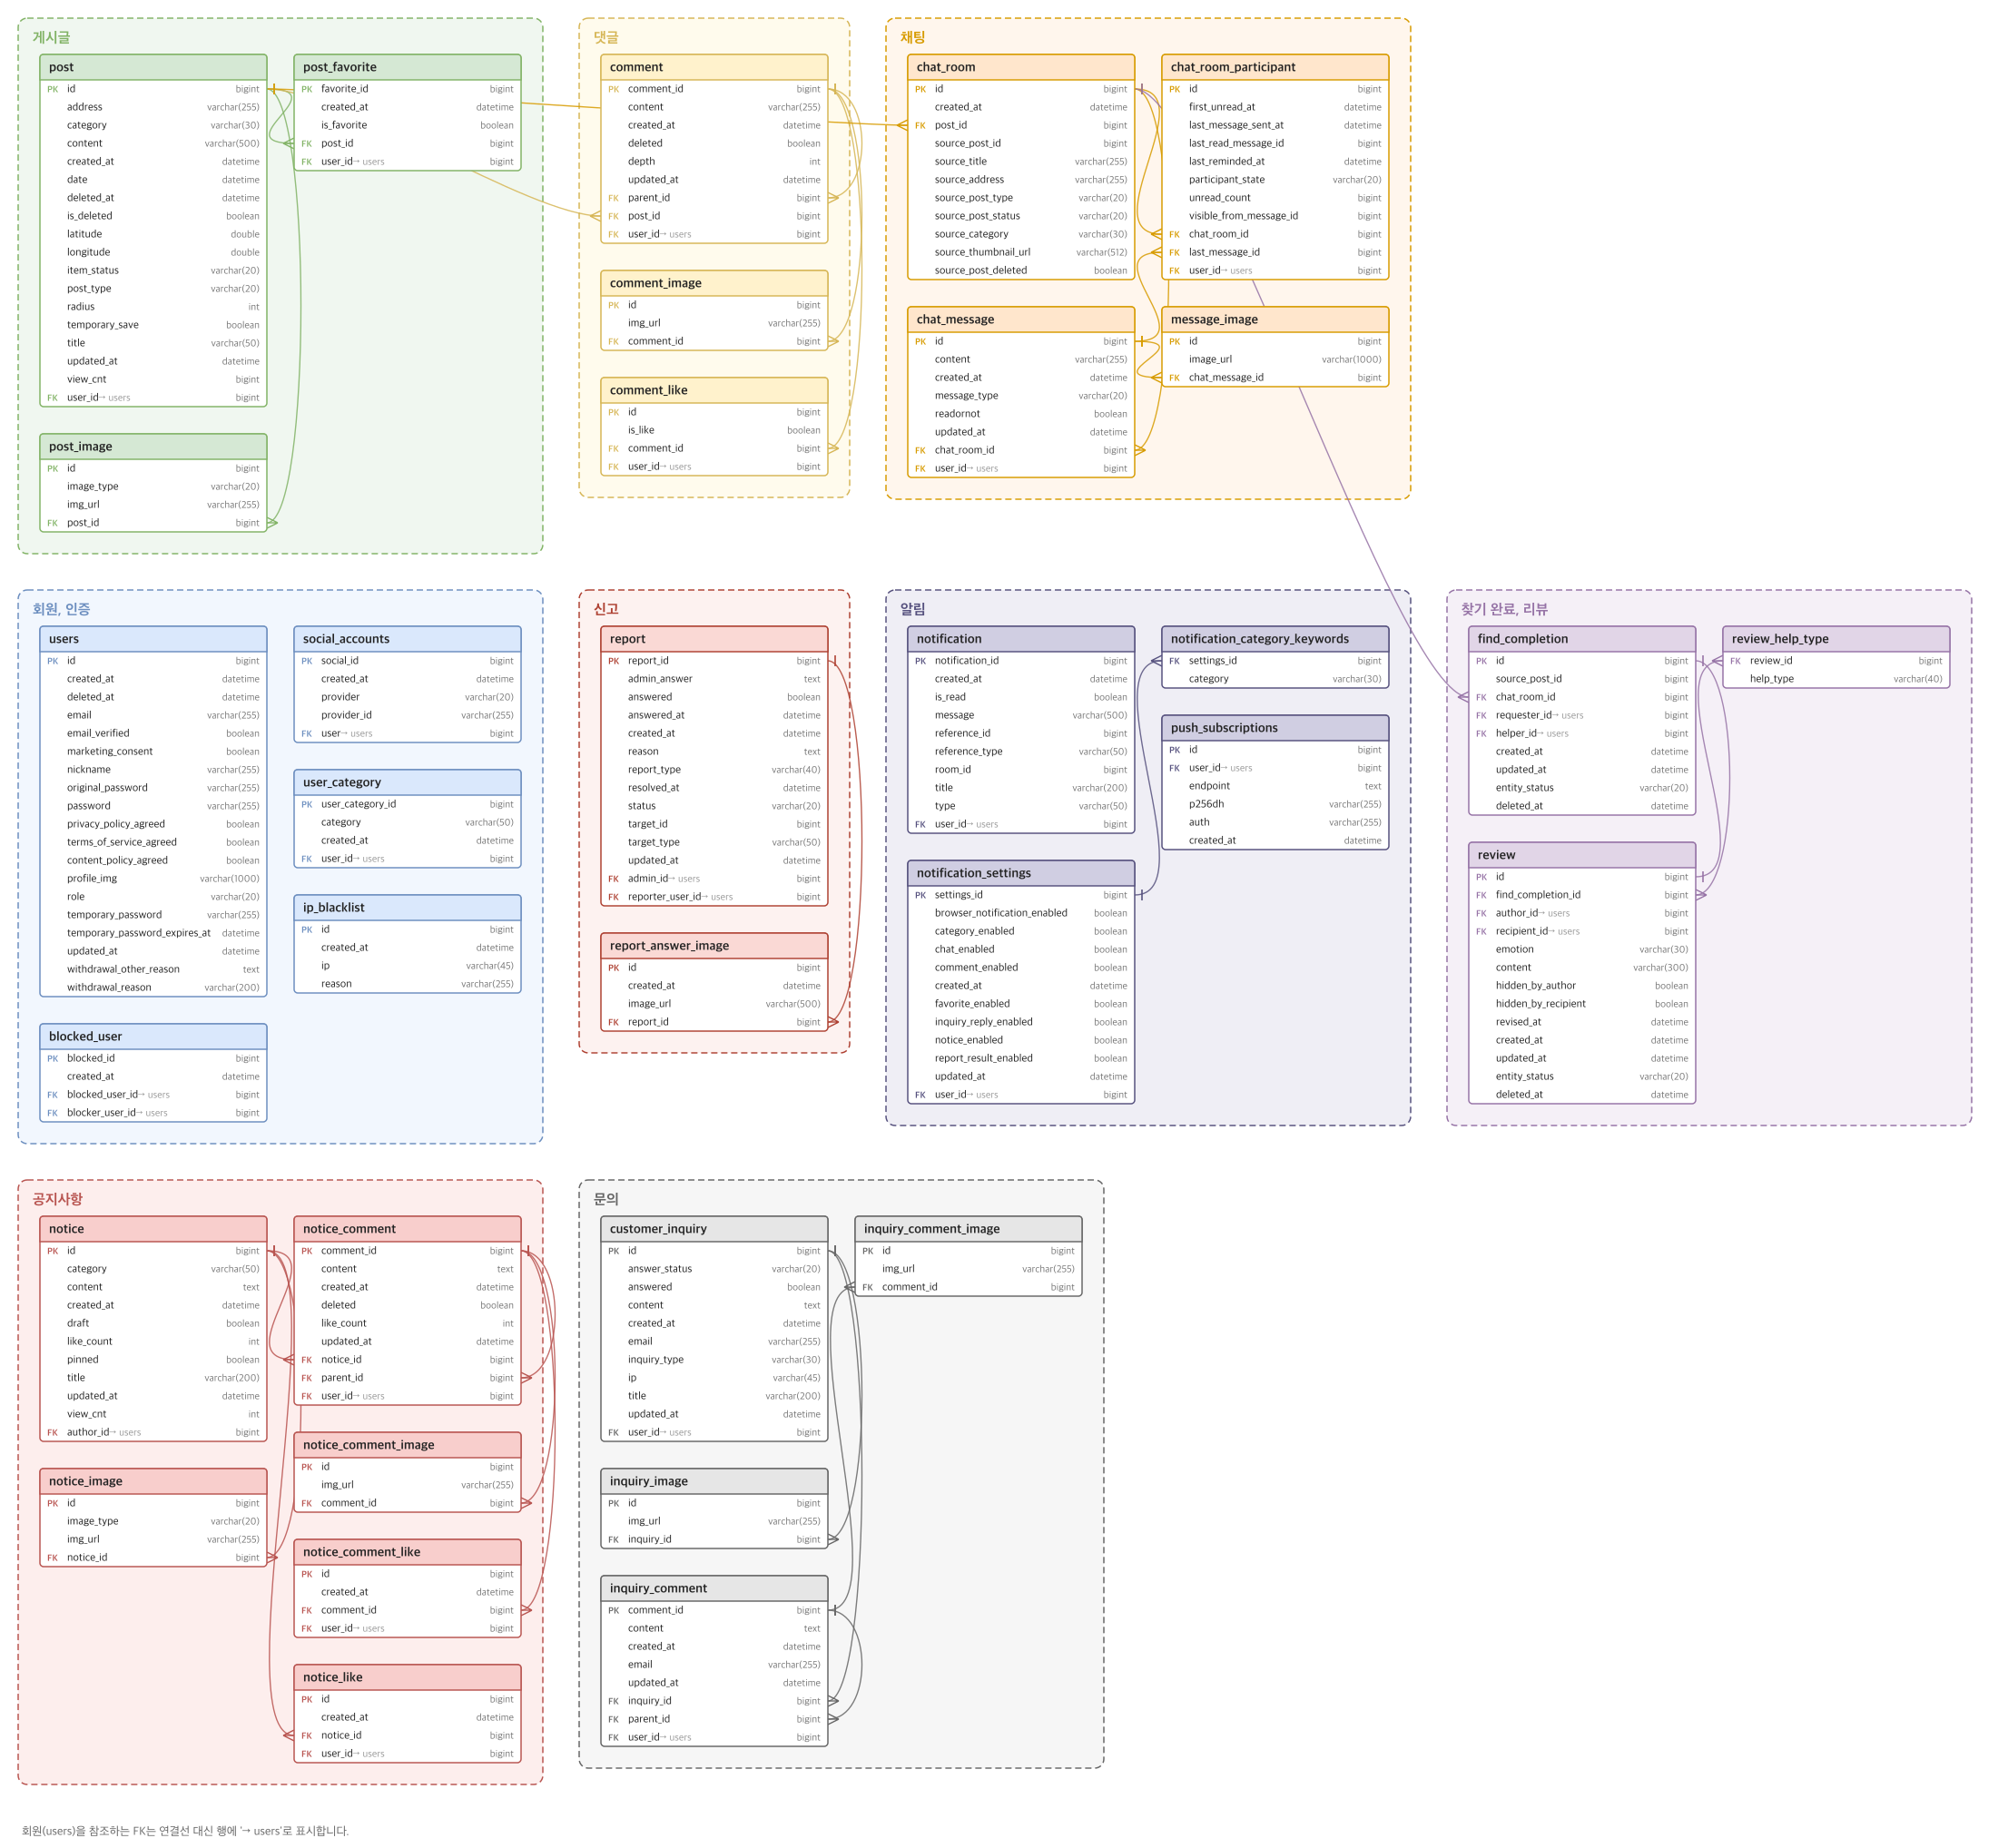 게시글
post
PK id bigint
address varchar(255)
category varchar(30)
content varchar(500)
created_at datetime
date datetime
deleted_at datetime
is_deleted boolean
latitude double
longitude double
item_status varchar(20)
post_type varchar(20)
radius int
temporary_save boolean
title varchar(50)
updated_at datetime
view_cnt bigint
FK user_id→ users bigint
post_favorite
PK favorite_id bigint
created_at datetime
is_favorite boolean
FK post_id bigint
FK user_id→ users bigint
post_image
PK id bigint
image_type varchar(20)
img_url varchar(255)
FK post_id bigint
댓글
comment
PK comment_id bigint
content varchar(255)
created_at datetime
deleted boolean
depth int
updated_at datetime
FK parent_id bigint
FK post_id bigint
FK user_id→ users bigint
comment_image
PK id bigint
img_url varchar(255)
FK comment_id bigint
comment_like
PK id bigint
is_like boolean
FK comment_id bigint
FK user_id→ users bigint
채팅
chat_room
PK id bigint
created_at datetime
FK post_id bigint
source_post_id bigint
source_title varchar(255)
source_address varchar(255)
source_post_type varchar(20)
source_post_status varchar(20)
source_category varchar(30)
source_thumbnail_url varchar(512)
source_post_deleted boolean
chat_room_participant
PK id bigint
first_unread_at datetime
last_message_sent_at datetime
last_read_message_id bigint
last_reminded_at datetime
participant_state varchar(20)
unread_count bigint
visible_from_message_id bigint
FK chat_room_id bigint
FK last_message_id bigint
FK user_id→ users bigint
chat_message
PK id bigint
content varchar(255)
created_at datetime
message_type varchar(20)
readornot boolean
updated_at datetime
FK chat_room_id bigint
FK user_id→ users bigint
message_image
PK id bigint
image_url varchar(1000)
FK chat_message_id bigint
회원, 인증
users
PK id bigint
created_at datetime
deleted_at datetime
email varchar(255)
email_verified boolean
marketing_consent boolean
nickname varchar(255)
original_password varchar(255)
password varchar(255)
privacy_policy_agreed boolean
terms_of_service_agreed boolean
content_policy_agreed boolean
profile_img varchar(1000)
role varchar(20)
temporary_password varchar(255)
temporary_password_expires_at datetime
updated_at datetime
withdrawal_other_reason text
withdrawal_reason varchar(200)
social_accounts
PK social_id bigint
created_at datetime
provider varchar(20)
provider_id varchar(255)
FK user→ users bigint
user_category
PK user_category_id bigint
category varchar(50)
created_at datetime
FK user_id→ users bigint
ip_blacklist
PK id bigint
created_at datetime
ip varchar(45)
reason varchar(255)
blocked_user
PK blocked_id bigint
created_at datetime
FK blocked_user_id→ users bigint
FK blocker_user_id→ users bigint
신고
report
PK report_id bigint
admin_answer text
answered boolean
answered_at datetime
created_at datetime
reason text
report_type varchar(40)
resolved_at datetime
status varchar(20)
target_id bigint
target_type varchar(50)
updated_at datetime
FK admin_id→ users bigint
FK reporter_user_id→ users bigint
report_answer_image
PK id bigint
created_at datetime
image_url varchar(500)
FK report_id bigint
알림
notification
PK notification_id bigint
created_at datetime
is_read boolean
message varchar(500)
reference_id bigint
reference_type varchar(50)
room_id bigint
title varchar(200)
type varchar(50)
FK user_id→ users bigint
notification_category_keywords
FK settings_id bigint
category varchar(30)
push_subscriptions
PK id bigint
FK user_id→ users bigint
endpoint text
p256dh varchar(255)
auth varchar(255)
created_at datetime
notification_settings
PK settings_id bigint
browser_notification_enabled boolean
category_enabled boolean
chat_enabled boolean
comment_enabled boolean
created_at datetime
favorite_enabled boolean
inquiry_reply_enabled boolean
notice_enabled boolean
report_result_enabled boolean
updated_at datetime
FK user_id→ users bigint
찾기 완료, 리뷰
find_completion
PK id bigint
source_post_id bigint
FK chat_room_id bigint
FK requester_id→ users bigint
FK helper_id→ users bigint
created_at datetime
updated_at datetime
entity_status varchar(20)
deleted_at datetime
review_help_type
FK review_id bigint
help_type varchar(40)
review
PK id bigint
FK find_completion_id bigint
FK author_id→ users bigint
FK recipient_id→ users bigint
emotion varchar(30)
content varchar(300)
hidden_by_author boolean
hidden_by_recipient boolean
revised_at datetime
created_at datetime
updated_at datetime
entity_status varchar(20)
deleted_at datetime
공지사항
notice
PK id bigint
category varchar(50)
content text
created_at datetime
draft boolean
like_count int
pinned boolean
title varchar(200)
updated_at datetime
view_cnt int
FK author_id→ users bigint
notice_image
PK id bigint
image_type varchar(20)
img_url varchar(255)
FK notice_id bigint
notice_comment
PK comment_id bigint
content text
created_at datetime
deleted boolean
like_count int
updated_at datetime
FK notice_id bigint
FK parent_id bigint
FK user_id→ users bigint
notice_comment_image
PK id bigint
img_url varchar(255)
FK comment_id bigint
notice_comment_like
PK id bigint
created_at datetime
FK comment_id bigint
FK user_id→ users bigint
notice_like
PK id bigint
created_at datetime
FK notice_id bigint
FK user_id→ users bigint
문의
customer_inquiry
PK id bigint
answer_status varchar(20)
answered boolean
content text
created_at datetime
email varchar(255)
inquiry_type varchar(30)
ip varchar(45)
title varchar(200)
updated_at datetime
FK user_id→ users bigint
inquiry_comment_image
PK id bigint
img_url varchar(255)
FK comment_id bigint
inquiry_image
PK id bigint
img_url varchar(255)
FK inquiry_id bigint
inquiry_comment
PK comment_id bigint
content text
created_at datetime
email varchar(255)
updated_at datetime
FK inquiry_id bigint
FK parent_id bigint
FK user_id→ users bigint
회원(users)을 참조하는 FK는 연결선 대신 행에 '→ users'로 표시합니다.